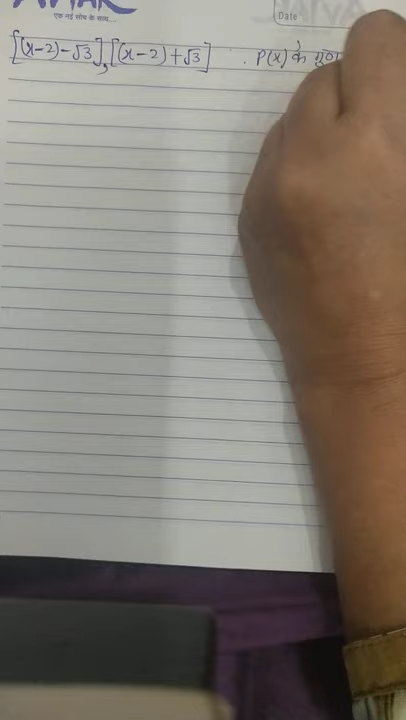 एक नई सोच के साथ....
Date
[(x-2)-√3], [(x-2)+√3] . P(x) के